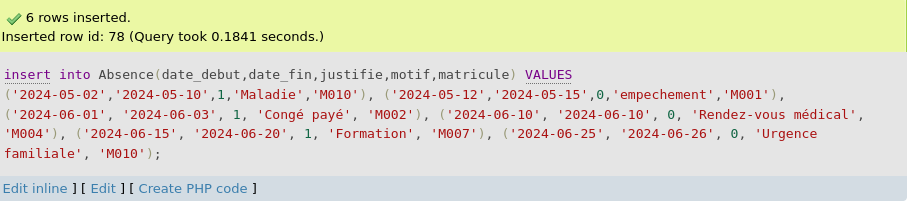 6 rows inserted.
Inserted row id: 78 (Query took 0.1841 seconds.)
insert into Absence(date_debut,date_fin,justifie,motif,matricule) VALUES
('2024-05-02','2024-05-10',1,'Maladie','M010'), ('2024-05-12','2024-05-15',0,'empechement','M001'),
('2024-06-01', '2024-06-03', 1, 'Congé payé', 'M002'), ('2024-06-10', '2024-06-10', 0, 'Rendez-vous médical',
'M004'), ('2024-06-15', '2024-06-20', 1, 'Formation', 'M007'), ('2024-06-25', '2024-06-26', 0, 'Urgence
familiale', 'M010');
Edit inline ] [ Edit ] [ Create PHP code ]